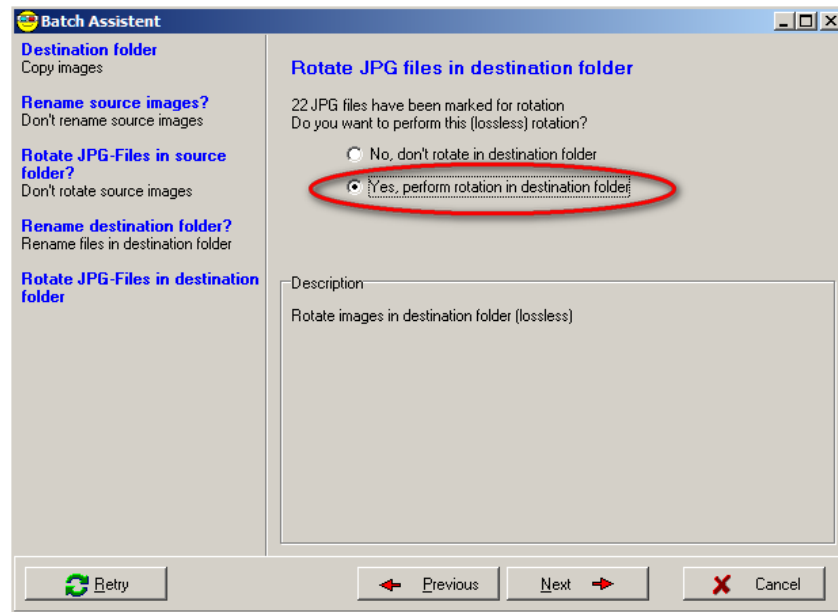 Batch Assistent
Destination folder
Copy images
Rename source images?
Don't rename source images
Rotate JPG-Files in source
folder?
Don't rotate source images
Rename destination folder?
Rename files in destination folder
Rotate JPG-Files in destination
folder
Rotate JPG files in destination folder
22 JPG files have been marked for rotation
Do you want to perform this (lossless) rotation?
No, don't rotate in destination folder
Yes, perform rotation in destination folder
Description
Rotate images in destination folder (lossless)
Retry
Previous
Next
Cancel